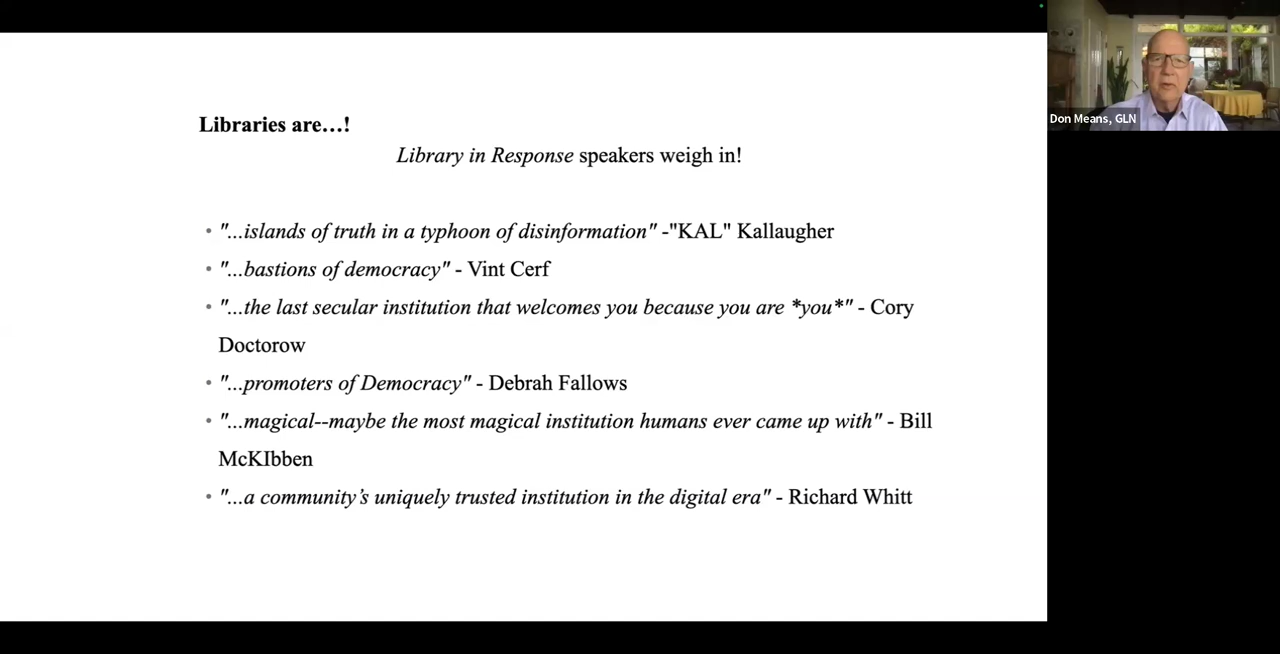 Libraries are…!
Library in Response speakers weigh in!
"...islands of truth in a typhoon of disinformation" -"KAL" Kallaugher
"...bastions of democracy" - Vint Cerf
"...the last secular institution that welcomes you because you are *you*" - Cory
Doctorow
"...promoters of Democracy" - Debrah Fallows
"...magical--maybe the most magical institution humans ever came up with" - Bill
McKIbben
"...a community’s uniquely trusted institution in the digital era" - Richard Whitt
Don Means, GLN